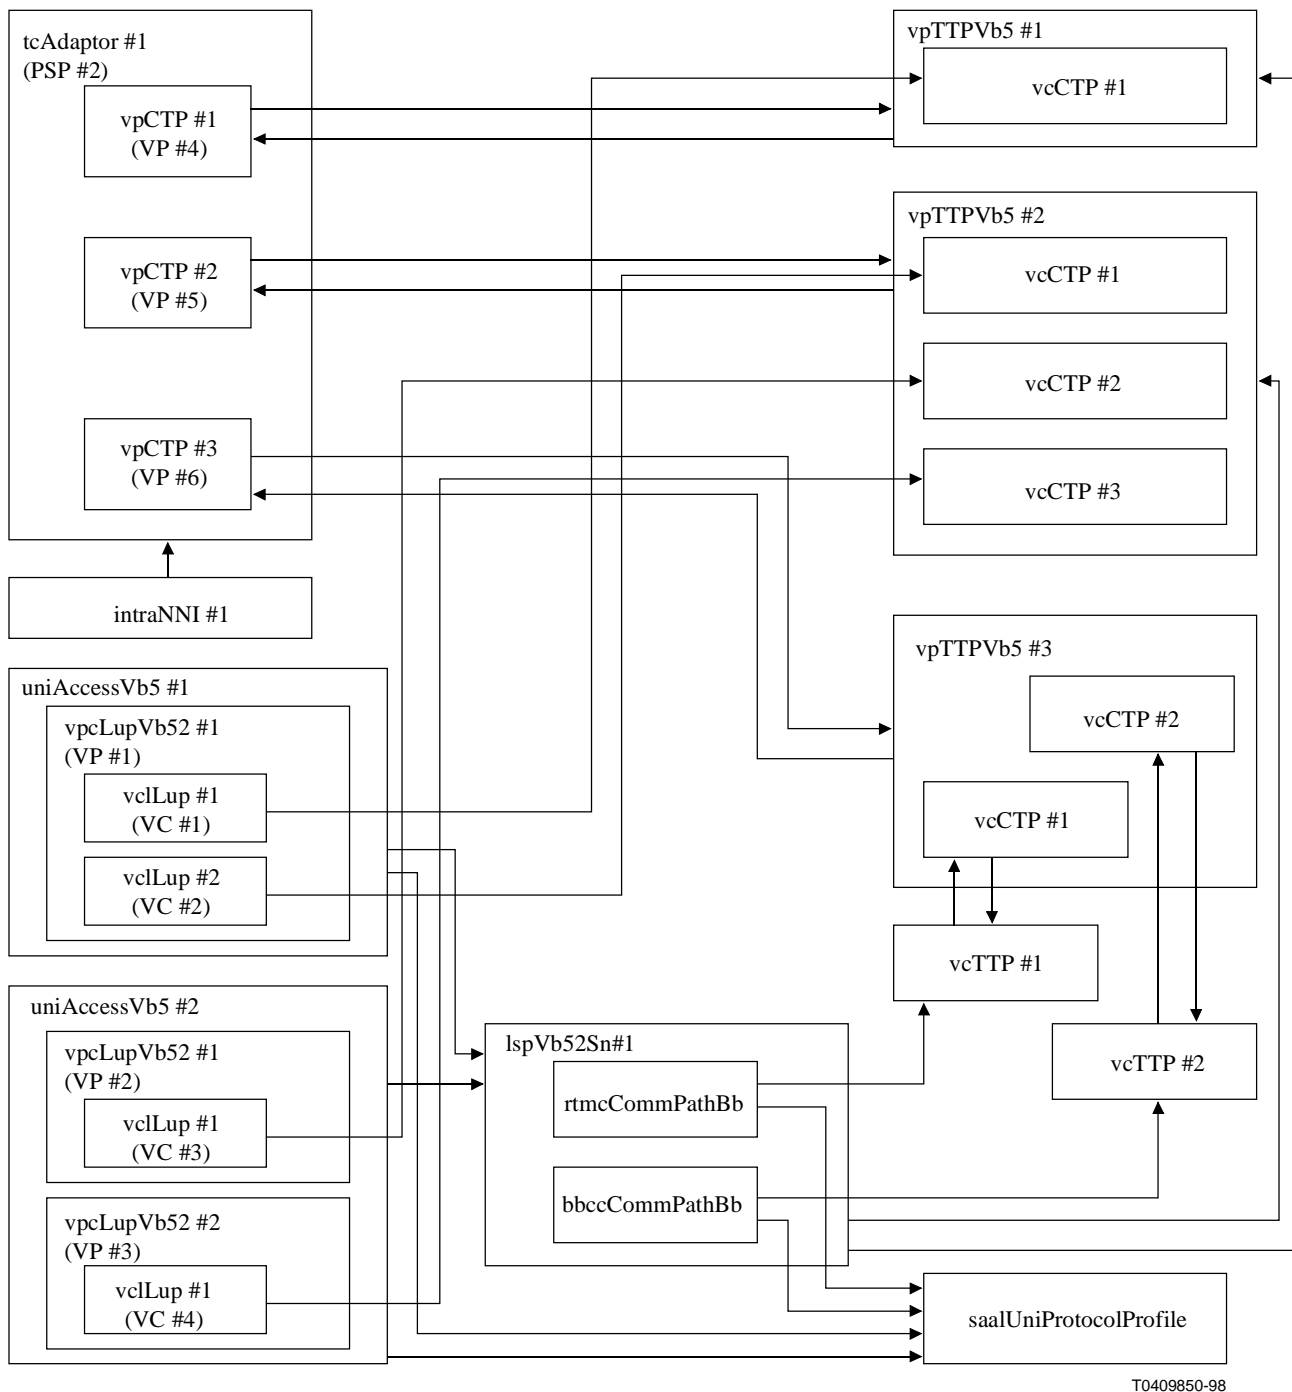 tcAdaptor #1
(PSP #2)
vpCTP #1
(VP #4)
vpCTP #2
(VP #5)
vpCTP #3
(VP #6)
intraNNI #1
vpTTPVb5 #1
vcCTP #1
vpTTPVb5 #2
vcCTP #1
vcCTP #2
vcCTP #3
vpTTPVb5 #3
vcCTP #2
vcCTP #1
vcTTP #1
vcTTP #2
uniAccessVb5 #1
vpcLupVb52 #1
(VP #1)
vclLup #1
(VC #1)
vclLup #2
(VC #2)
uniAccessVb5 #2
vpcLupVb52 #1
(VP #2)
vclLup #1
(VC #3)
vpcLupVb52 #2
(VP #3)
vclLup #1
(VC #4)
lspVb52Sn#1
rtmcCommPathBb
bbccCommPathBb
saalUniProtocolProfile
T0409850-98